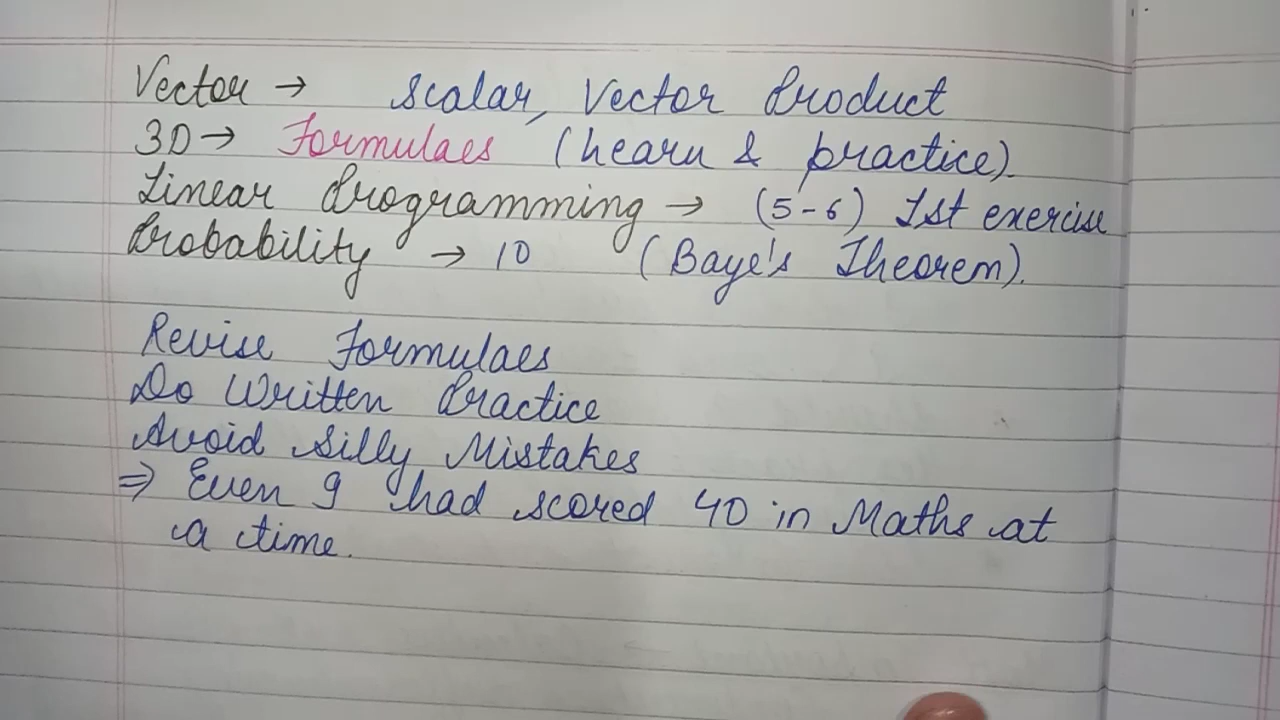 Vector → Scalar, Vector Product
3D → Formulaes (learn & practice)
Linear Programming → (5-6) 1st exercise
Probability → 10 (Baye's Theorem).
Revise Formulaes
Do Written Practice
Avoid Silly Mistakes
⇒ Even I had scored 40 in Maths at
a time.